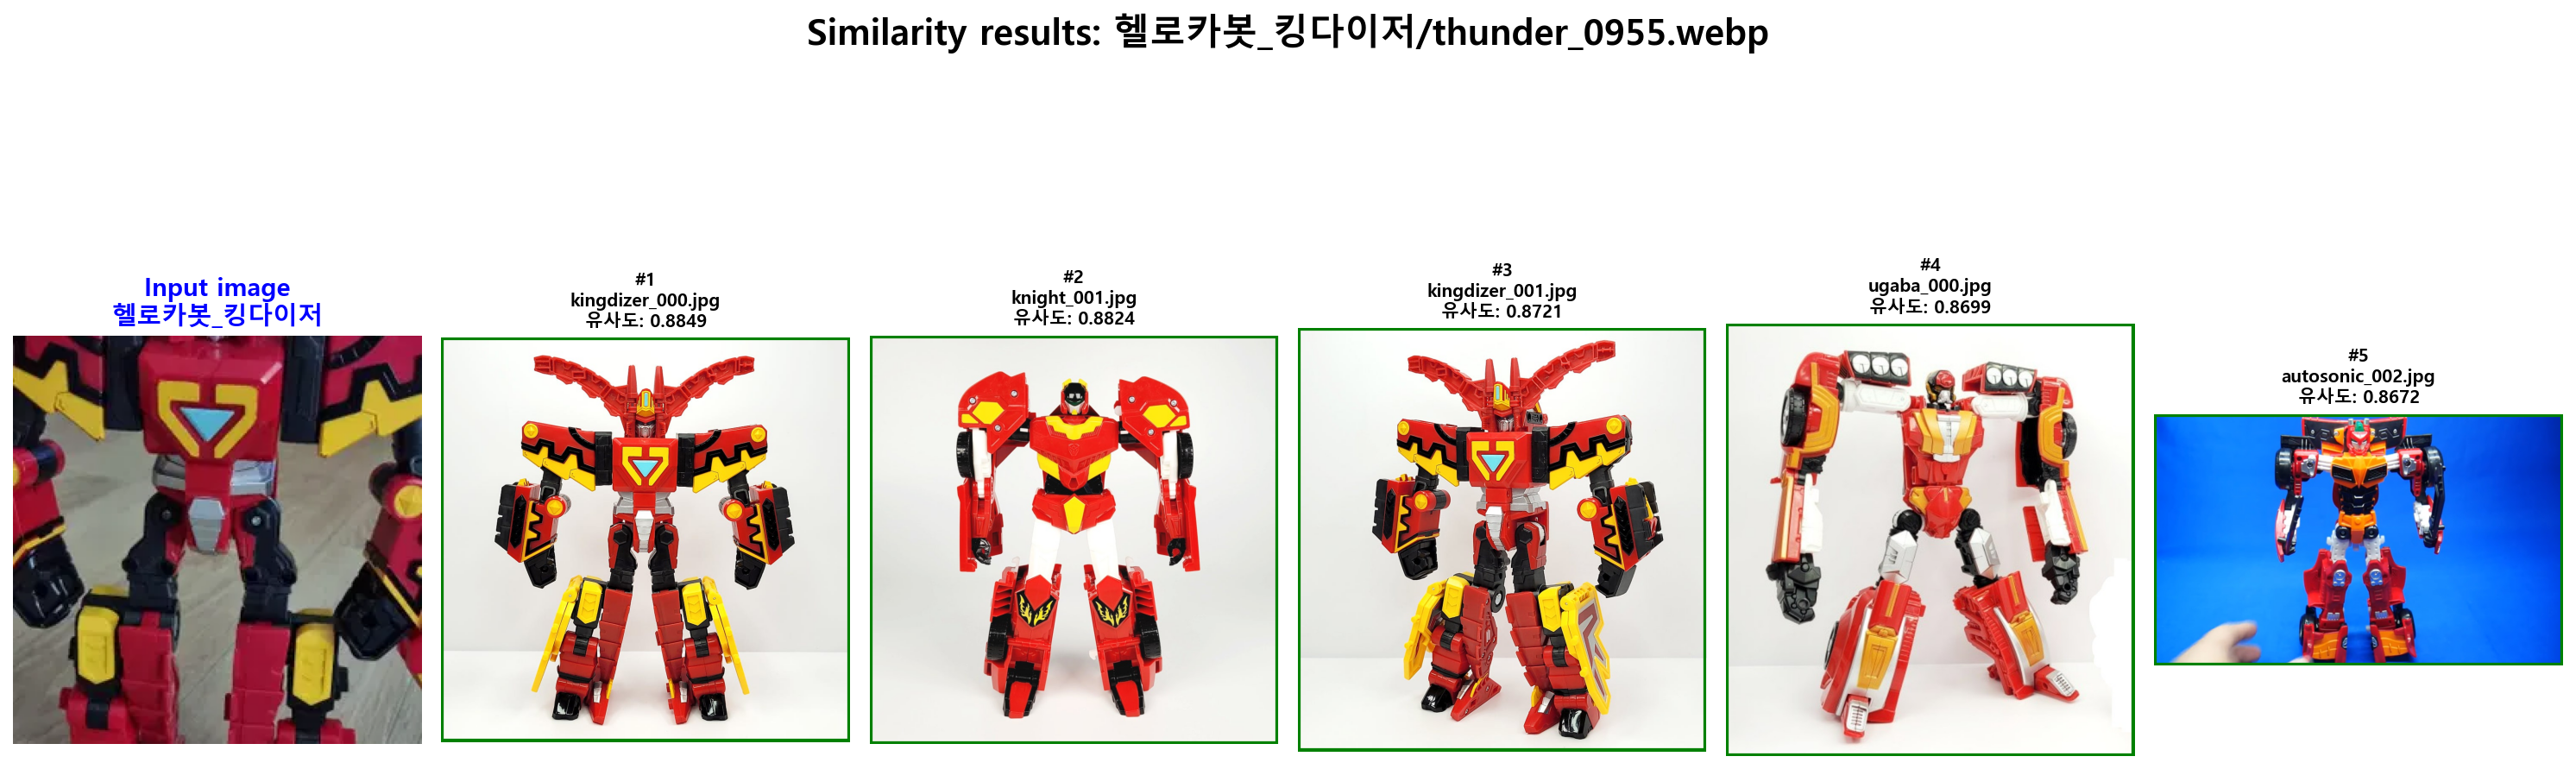 Similarity results: 헬로카봇_킹다이저/thunder_0955.webp
Input image
헬로카봇_킹다이저
#1
kingdizer_000.jpg
유사도: 0.8849
#2
knight_001.jpg
유사도: 0.8824
#3
kingdizer_001.jpg
유사도: 0.8721
#4
ugaba_000.jpg
유사도: 0.8699
#5
autosonic_002.jpg
유사도: 0.8672